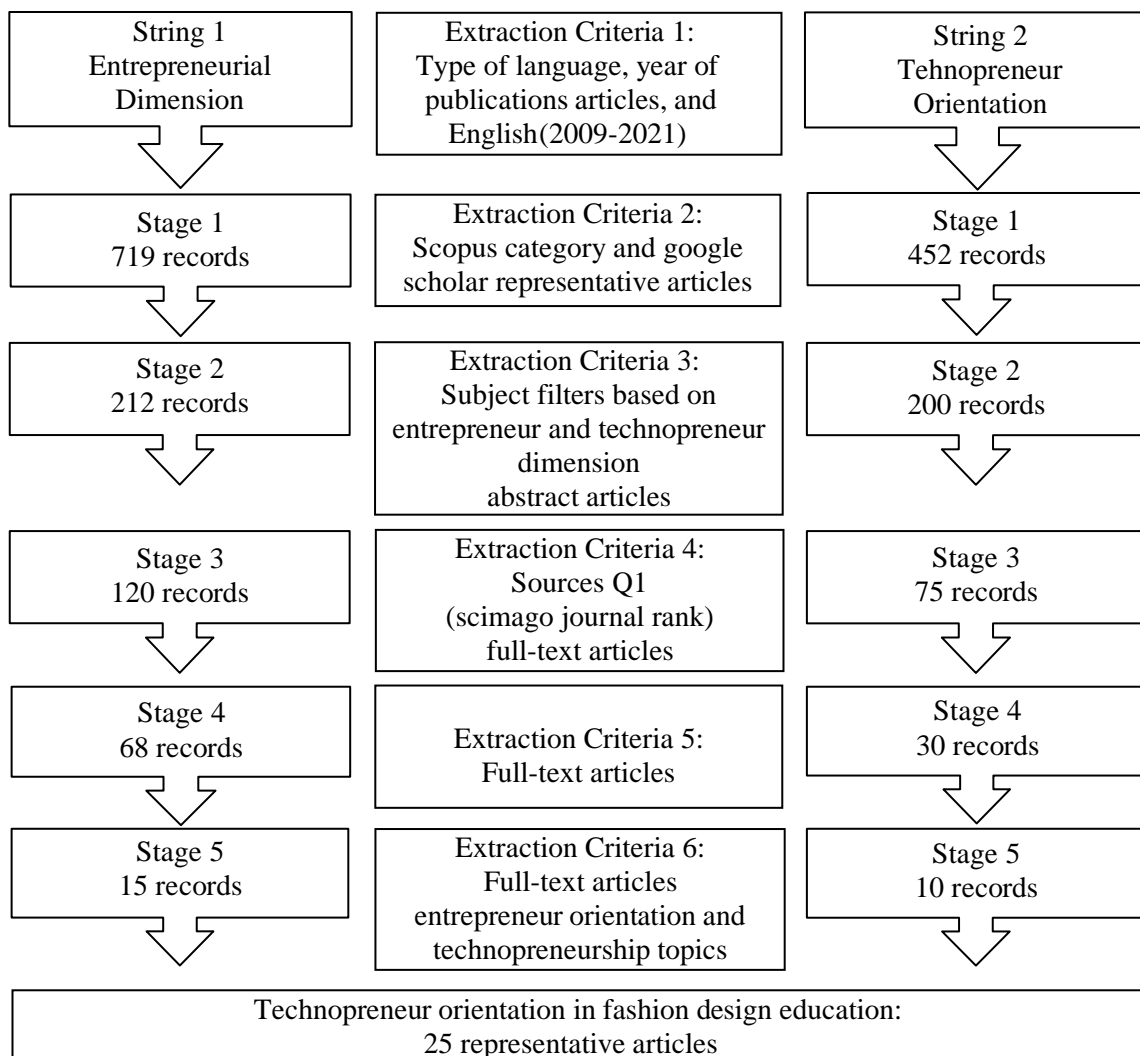 String 1
Entrepreneurial
Dimension
Extraction Criteria 1:
Type of language, year of
publications articles, and
English(2009-2021)
String 2
Tehnopreneur
Orientation
Stage 1
719 records
Extraction Criteria 2:
Scopus category and google
scholar representative articles
Stage 1
452 records
Stage 2
212 records
Extraction Criteria 3:
Subject filters based on
entrepreneur and technopreneur
dimension
abstract articles
Stage 2
200 records
Stage 3
120 records
Extraction Criteria 4:
Sources Q1
(scimago journal rank)
full-text articles
Stage 3
75 records
Stage 4
68 records
Extraction Criteria 5:
Full-text articles
Stage 4
30 records
Stage 5
15 records
Extraction Criteria 6:
Full-text articles
entrepreneur orientation and
technopreneurship topics
Stage 5
10 records
Technopreneur orientation in fashion design education:
25 representative articles